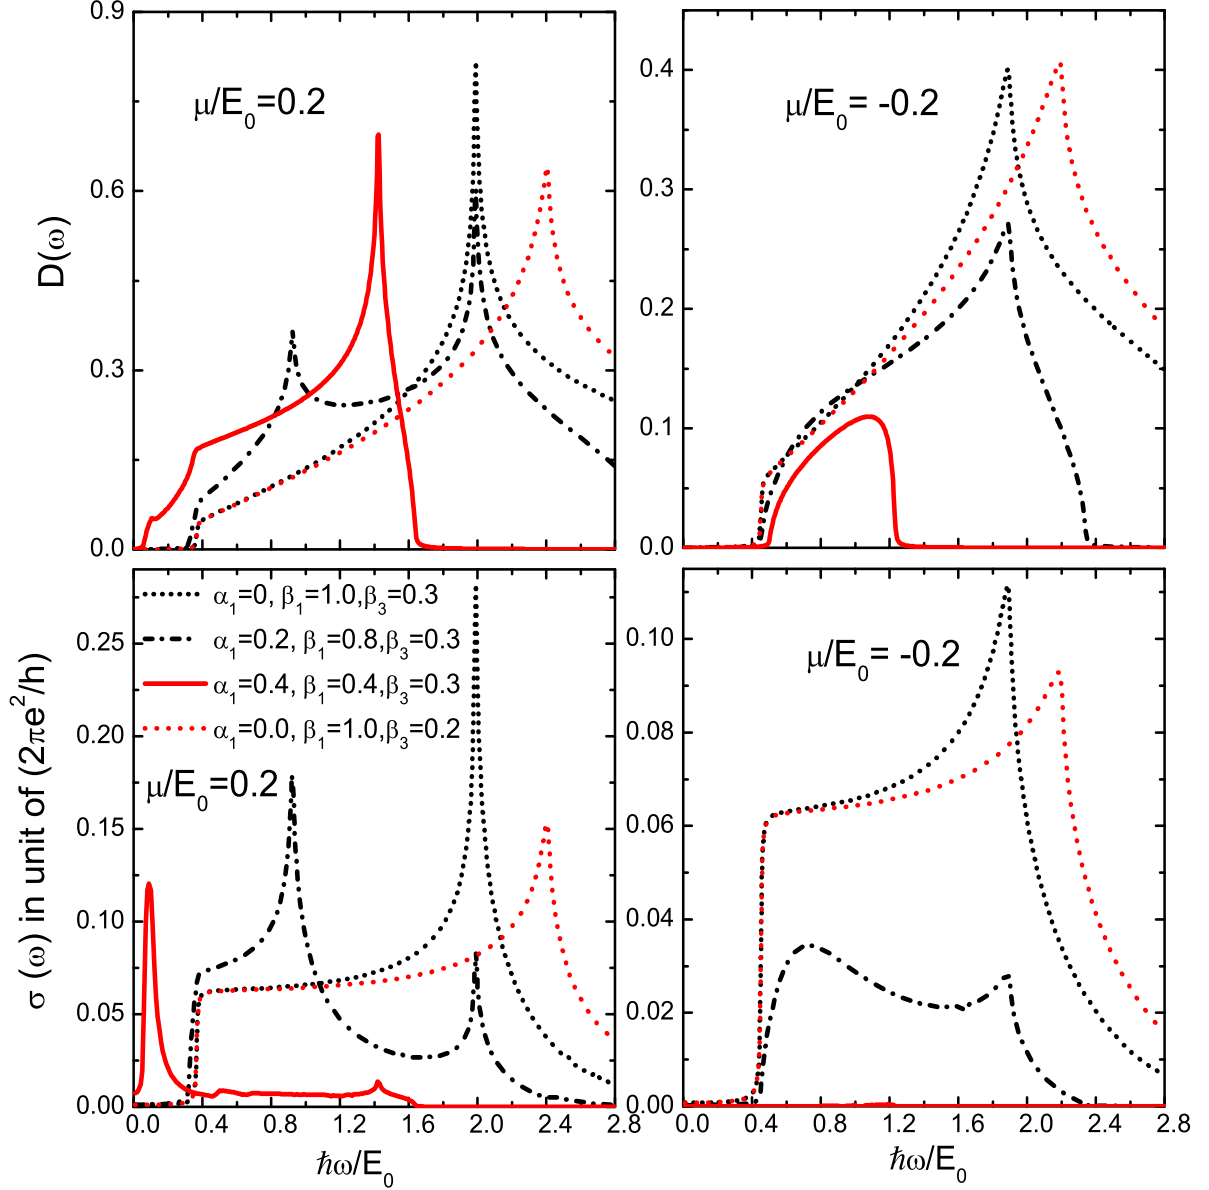 0.9
0.6
0.3
0.0
D(ω)
μ/E₀=0.2
0.4
0.3
0.2
0.1
0.0
μ/E₀= -0.2
0.25
0.20
0.15
0.10
0.05
0.00
σ (ω) in unit of (2πe²/h)
α₁=0, β₁=1.0,β₃=0.3
α₁=0.2, β₁=0.8,β₃=0.3
α₁=0.4, β₁=0.4,β₃=0.3
α₁=0.0, β₁=1.0,β₃=0.2
μ/E₀=0.2
0.0 0.4 0.8 1.2 1.6 2.0 2.4 2.8
ħω/E₀
0.10
0.08
0.06
0.04
0.02
0.00
μ/E₀= -0.2
0.0 0.4 0.8 1.2 1.6 2.0 2.4 2.8
ħω/E₀